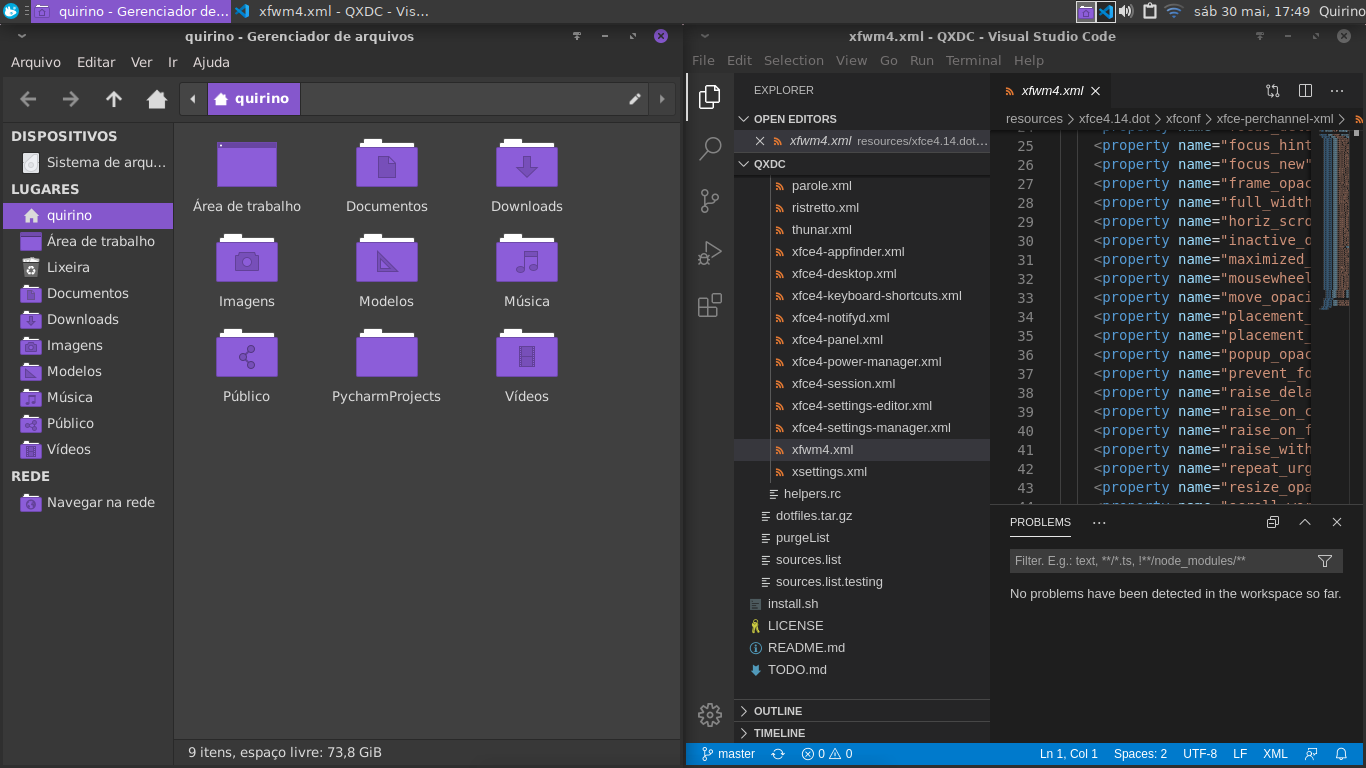 quirino - Gerenciador de...
xfwm4.xml - QXDC - Vis...
sáb 30 mai, 17:49
Quirino
quirino - Gerenciador de arquivos
Arquivo Editar Ver Ir Ajuda
quirino
DISPOSITIVOS
Sistema de arqu...
LUGARES
quirino
Área de trabalho
Lixeira
Documentos
Downloads
Imagens
Modelos
Música
Público
Vídeos
REDE
Navegar na rede
Área de trabalho Documentos Downloads
Imagens Modelos Música
Público PycharmProjects Vídeos
9 itens, espaço livre: 73,8 GiB
xfwm4.xml - QXDC - Visual Studio Code
File Edit Selection View Go Run Terminal Help
EXPLORER
OPEN EDITORS
xfwm4.xml resources/xfce4.14.dot...
QXDC
parole.xml
ristretto.xml
thunar.xml
xfce4-appfinder.xml
xfce4-desktop.xml
xfce4-keyboard-shortcuts.xml
xfce4-notifyd.xml
xfce4-panel.xml
xfce4-power-manager.xml
xfce4-session.xml
xfce4-settings-editor.xml
xfce4-settings-manager.xml
xfwm4.xml
xsettings.xml
helpers.rc
dotfiles.tar.gz
purgeList
sources.list
sources.list.testing
install.sh
LICENSE
README.md
TODO.md
OUTLINE
TIMELINE
xfwm4.xml
resources > xfce4.14.dot > xfconf > xfce-perchannel-xml >
25 <property name="focus_hint
26 <property name="focus_new"
27 <property name="frame_opac
28 <property name="full_width
29 <property name="horiz_scro
30 <property name="inactive_o
31 <property name="maximized_
32 <property name="mousewheel
33 <property name="move_opaci
34 <property name="placement_
35 <property name="placement_
36 <property name="popup_opac
37 <property name="prevent_fo
38 <property name="raise_dela
39 <property name="raise_on_c
40 <property name="raise_on_f
41 <property name="raise_with
42 <property name="repeat_urg
43 <property name="resize_opa
PROBLEMS
Filter. E.g.: text, **/*.ts, !**/node_modules/**
No problems have been detected in the workspace so far.
master 0 0 Ln 1, Col 1 Spaces: 2 UTF-8 LF XML